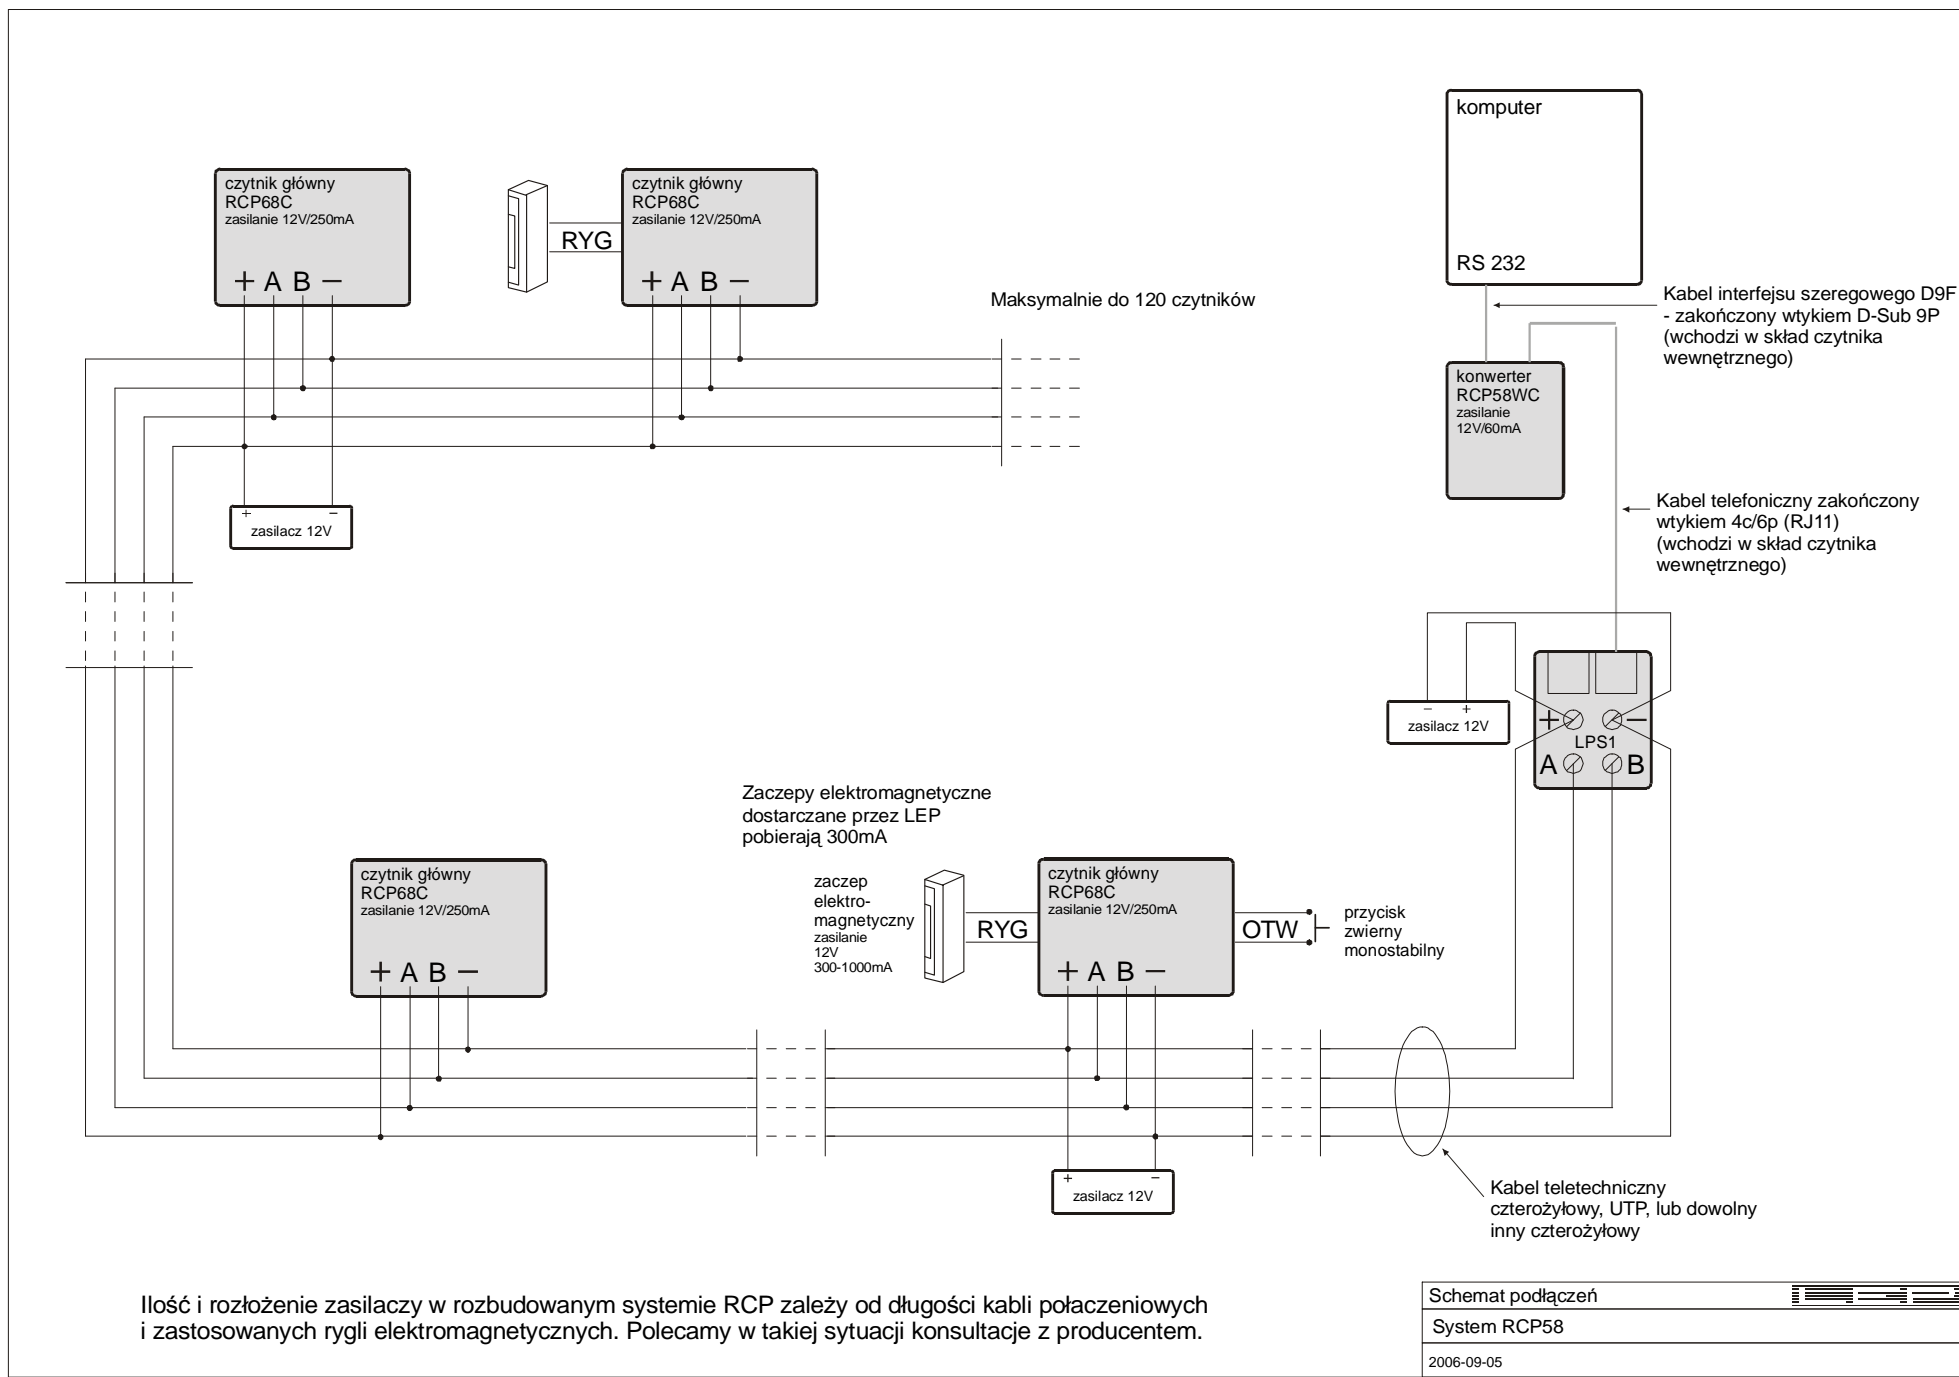 komputer
RS 232
czytnik główny
RCP68C
zasilanie 12V/250mA
+ A B −
czytnik główny
RCP68C
zasilanie 12V/250mA
RYG
+ A B −
Maksymalnie do 120 czytników
Kabel interfejsu szeregowego D9F
- zakończony wtykiem D-Sub 9P
(wchodzi w skład czytnika
wewnętrznego)
konwerter
RCP58WC
zasilanie
12V/60mA
+ −
zasilacz 12V
Kabel telefoniczny zakończony
wtykiem 4c/6p (RJ11)
(wchodzi w skład czytnika
wewnętrznego)
− +
zasilacz 12V
+ −
LPS1
A B
Zaczepy elektromagnetyczne
dostarczane przez LEP
pobierają 300mA
czytnik główny
RCP68C
zasilanie 12V/250mA
+ A B −
zaczep
elektro-
magnetyczny
zasilanie
12V
300-1000mA
RYG
czytnik główny
RCP68C
zasilanie 12V/250mA
+ A B −
OTW
przycisk
zwierny
monostabilny
+ −
zasilacz 12V
Kabel teletechniczny
czterożyłowy, UTP, lub dowolny
inny czterożyłowy
Ilość i rozłożenie zasilaczy w rozbudowanym systemie RCP zależy od długości kabli połaczeniowych
i zastosowanych rygli elektromagnetycznych. Polecamy w takiej sytuacji konsultacje z producentem.
Schemat podłączeń
System RCP58
2006-09-05